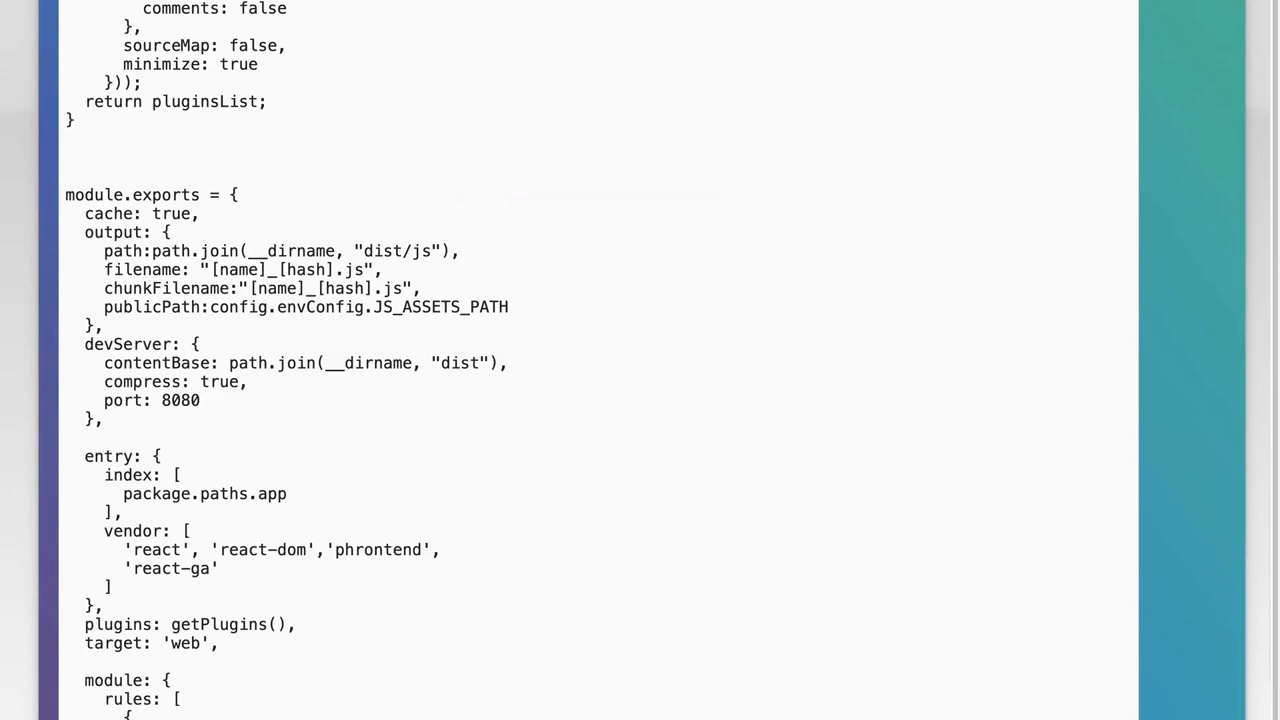 comments: false
},
sourceMap: false,
minimize: true
}));
return pluginsList;
}
module.exports = {
cache: true,
output: {
path:path.join(__dirname, "dist/js"),
filename: "[name]_[hash].js",
chunkFilename:"[name]_[hash].js",
publicPath:config.envConfig.JS_ASSETS_PATH
},
devServer: {
contentBase: path.join(__dirname, "dist"),
compress: true,
port: 8080
},
entry: {
index: [
package.paths.app
],
vendor: [
'react', 'react-dom','phrontend',
'react-ga'
]
},
plugins: getPlugins(),
target: 'web',
module: {
rules: [
{